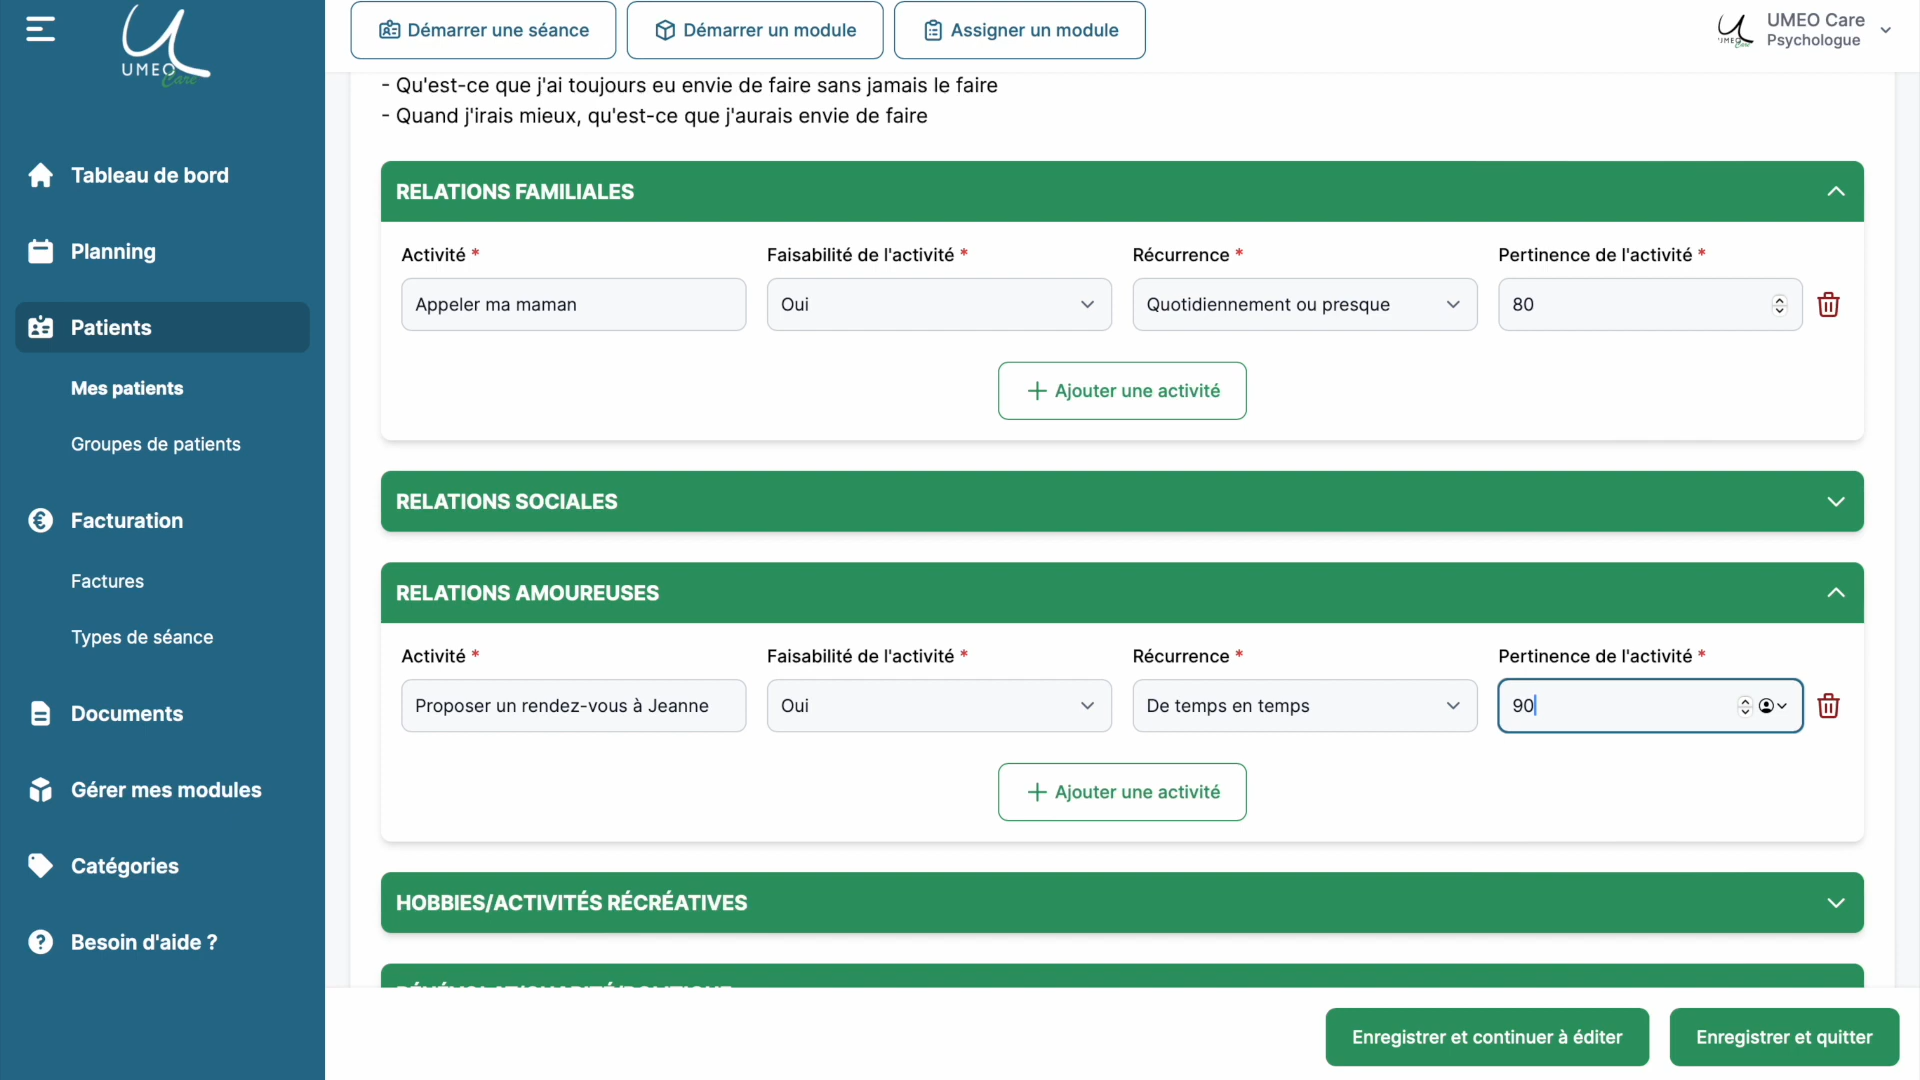 UMEO
Care
Démarrer une séance
Démarrer un module
Assigner un module
UMEO Care
Psychologue
UMEO
Tableau de bord
Planning
Patients
Mes patients
Groupes de patients
Facturation
Factures
Types de séance
Documents
Gérer mes modules
Catégories
Besoin d'aide ?
- Qu'est-ce que j'ai toujours eu envie de faire sans jamais le faire
- Quand j'irais mieux, qu'est-ce que j'aurais envie de faire
RELATIONS FAMILIALES
Activité * Faisabilité de l'activité * Récurrence * Pertinence de l'activité *
Appeler ma maman Oui Quotidiennement ou presque 80
Ajouter une activité
RELATIONS SOCIALES
RELATIONS AMOUREUSES
Activité * Faisabilité de l'activité * Récurrence * Pertinence de l'activité *
Proposer un rendez-vous à Jeanne Oui De temps en temps 90
Ajouter une activité
HOBBIES/ACTIVITÉS RÉCRÉATIVES
Enregistrer et continuer à éditer
Enregistrer et quitter